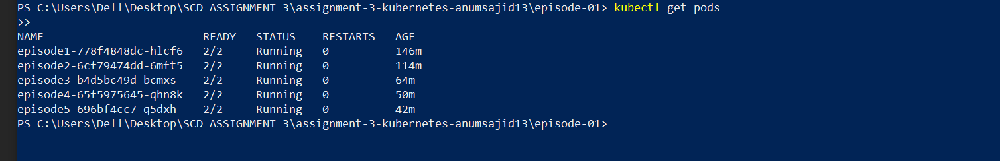 PS C:\Users\Dell\Desktop\SCD ASSIGNMENT 3\assignment-3-kubernetes-anumsajid13\episode-01> kubectl get pods
>>
NAME READY STATUS RESTARTS AGE
episode1-778f4848dc-hlcf6 2/2 Running 0 146m
episode2-6cf79474dd-6mft5 2/2 Running 0 114m
episode3-b4d5bc49d-bcmxs 2/2 Running 0 64m
episode4-65f5975645-qhn8k 2/2 Running 0 50m
episode5-696bf4cc7-q5dxh 2/2 Running 0 42m
PS C:\Users\Dell\Desktop\SCD ASSIGNMENT 3\assignment-3-kubernetes-anumsajid13\episode-01>